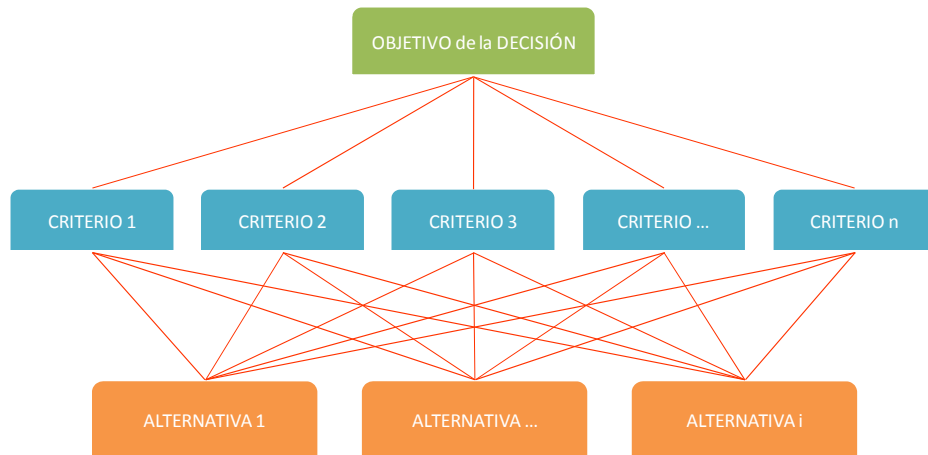 OBJETIVO de la DECISIÓN
CRITERIO 1
CRITERIO 2
CRITERIO 3
CRITERIO ...
CRITERIO n
ALTERNATIVA 1
ALTERNATIVA ...
ALTERNATIVA i